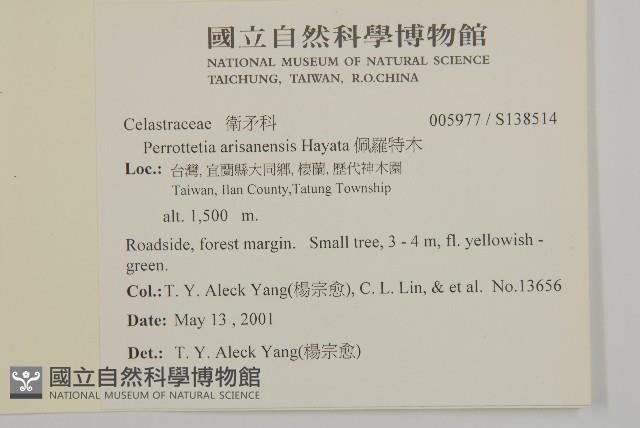 國立自然科學博物館
NATIONAL MUSEUM OF NATURAL SCIENCE
TAICHUNG, TAIWAN, R.O.CHINA
Celastraceae 衛矛科 005977 / S138514
Perrottetia arisanensis Hayata 佩羅特木
Loc.: 台灣, 宜蘭縣大同鄉, 棲蘭, 歷代神木園
Taiwan, Ilan County,Tatung Township
alt. 1,500 m.
Roadside, forest margin. Small tree, 3 - 4 m, fl. yellowish -
green.
Col.: T. Y. Aleck Yang(楊宗愈), C. L. Lin, & et al. No.13656
Date: May 13 , 2001
Det.: T. Y. Aleck Yang(楊宗愈)
國立自然科學博物館
NATIONAL MUSEUM OF NATURAL SCIENCE